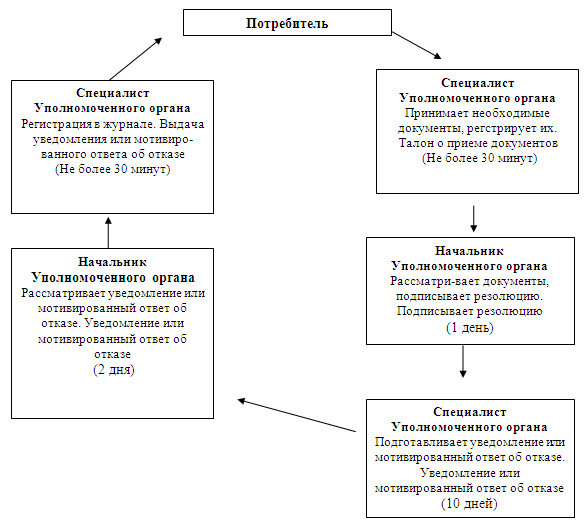 Потребитель
Специалист
Уполномоченного органа
Принимает необходимые
документы, регстрирует их.
Талон о приеме документов
(Не более 30 минут)
Начальник
Уполномоченного органа
Рассматри-вает документы,
подписывает резолюцию.
Подписывает резолюцию
(1 день)
Специалист
Уполномоченного органа
Подготавливает уведомление или
мотивированный ответ об отказе.
Уведомление или
мотивированный ответ об отказе
(10 дней)
Начальник
Уполномоченного органа
Рассматривает уведомление или
мотивированный ответ об
отказе. Уведомление или
мотивированный ответ об
отказе
(2 дня)
Специалист
Уполномоченного органа
Регистрация в журнале. Выдача
уведомления или мотивиро-
ванного ответа об отказе
(Не более 30 минут)